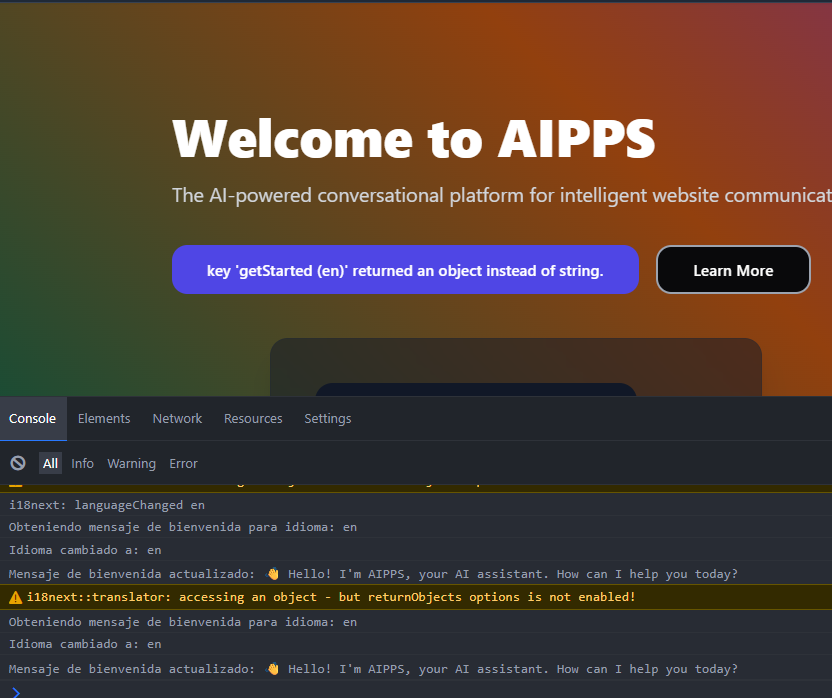 Welcome to AIPPS
The AI-powered conversational platform for intelligent website communicat
key 'getStarted (en)' returned an object instead of string.
Learn More
Console Elements Network Resources Settings
All Info Warning Error
i18next: languageChanged en
Obteniendo mensaje de bienvenida para idioma: en
Idioma cambiado a: en
Mensaje de bienvenida actualizado: 👋 Hello! I'm AIPPS, your AI assistant. How can I help you today?
i18next::translator: accessing an object - but returnObjects options is not enabled!
Obteniendo mensaje de bienvenida para idioma: en
Idioma cambiado a: en
Mensaje de bienvenida actualizado: 👋 Hello! I'm AIPPS, your AI assistant. How can I help you today?